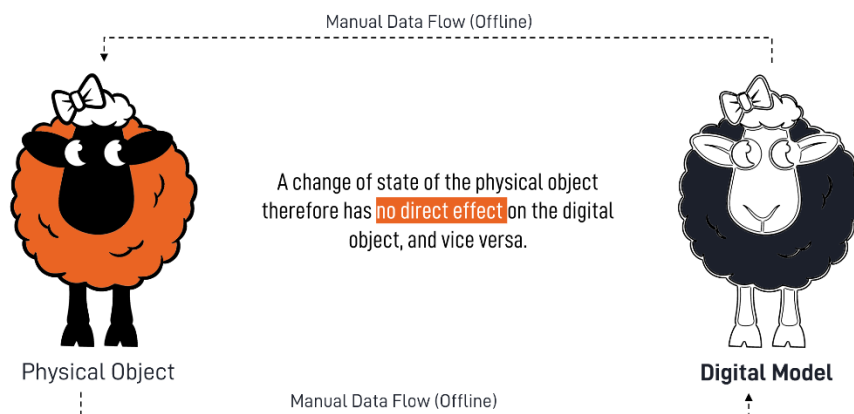 Manual Data Flow (Offline)
A change of state of the physical object
therefore has no direct effect on the digital
object, and vice versa.
Physical Object
Digital Model
Manual Data Flow (Offline)